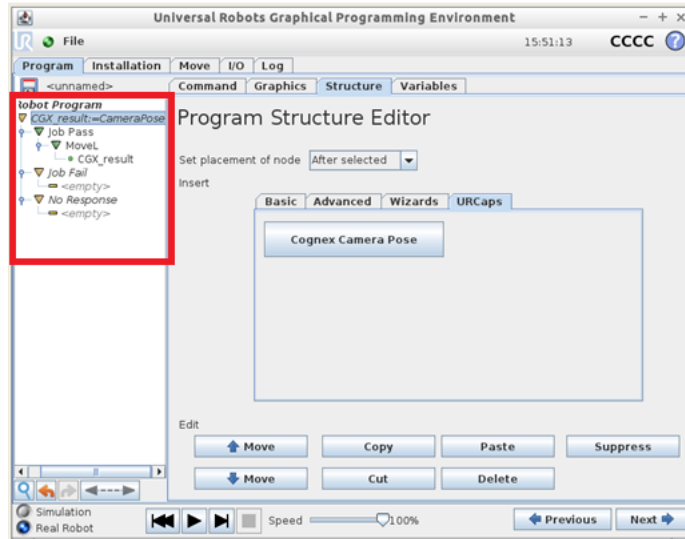 Universal Robots Graphical Programming Environment
File 15:51:13 CCCC ?
Program Installation Move I/O Log
<unnamed> Command Graphics Structure Variables
Robot Program
CGX_result:=CameraPose
Job Pass
MoveL
CGX_result
Job Fail
<empty>
No Response
<empty>
Program Structure Editor
Set placement of node After selected
Insert
Basic Advanced Wizards URCaps
Cognex Camera Pose
Edit
Move Copy Paste Suppress
Move Cut Delete
Simulation
Real Robot
Speed 100% Previous Next